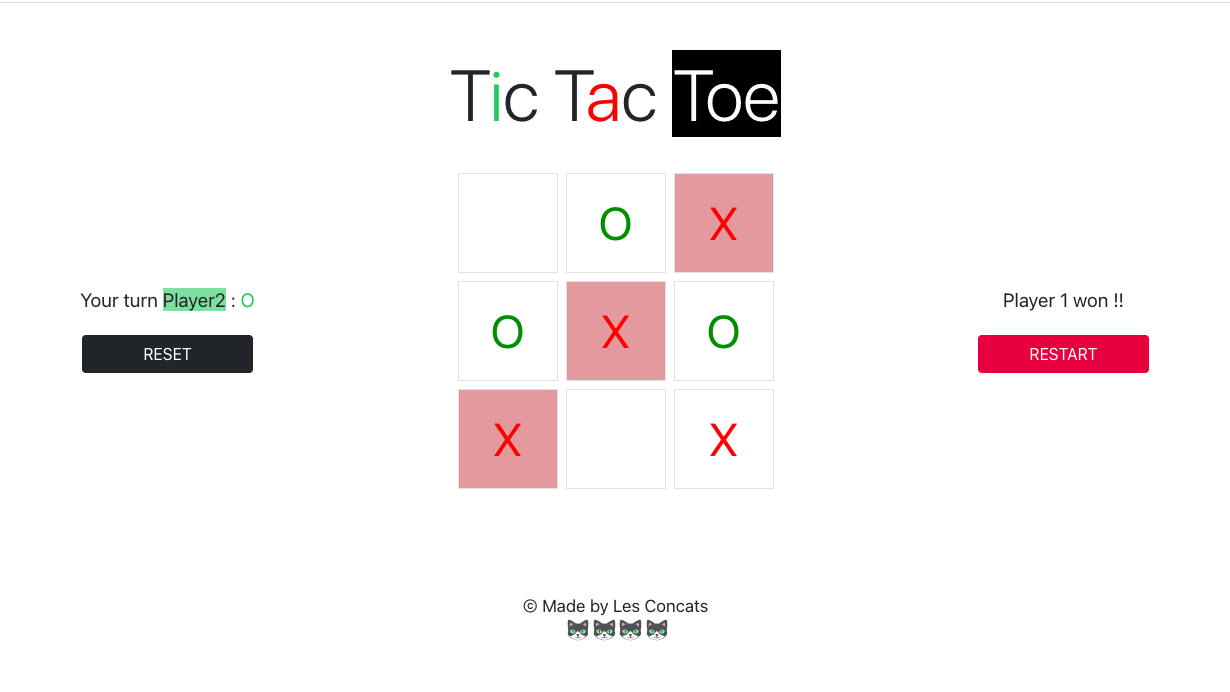 Tic Tac Toe
O X
O X O
X X
Your turn Player2 : O
RESET
Player 1 won !!
RESTART
© Made by Les Concats